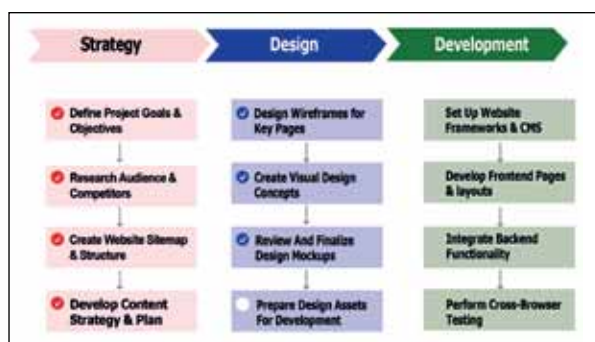 Strategy
Design
Development
Define Project Goals &
Objectives
Research Audience &
Competitors
Create Website Sitemap
& Structure
Develop Content
Strategy & Plan
Design Wireframes for
Key Pages
Create Visual Design
Concepts
Review And Finalize
Design Mockups
Prepare Design Assets
For Development
Set Up Website
Frameworks & CMS
Develop Frontend Pages
& layouts
Integrate Backend
Functionality
Perform Cross-Browser
Testing